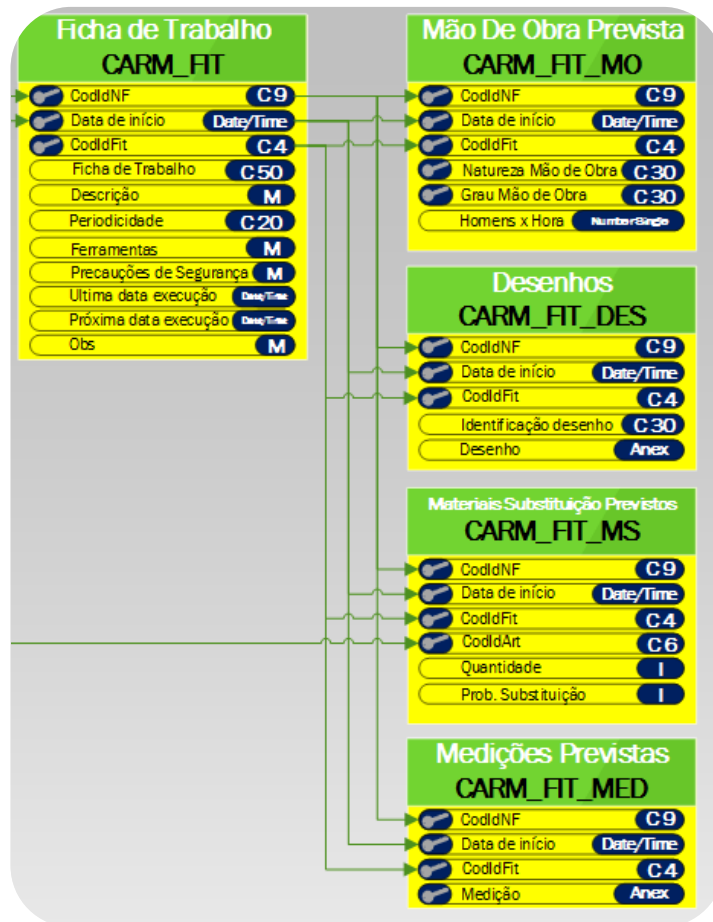 Ficha de Trabalho
CARM_FIT
CodIdNF C9
Data de início Date/Time
CodIdFit C4
Ficha de Trabalho C50
Descrição M
Periodicidade C20
Ferramentas M
Precauções de Segurança M
Ultima data execução Date/Time
Próxima data execução Date/Time
Obs M
Mão De Obra Prevista
CARM_FIT_MO
CodIdNF C9
Data de início Date/Time
CodIdFit C4
Natureza Mão de Obra C30
Grau Mão de Obra C30
Homens x Hora NumberSingle
Desenhos
CARM_FIT_DES
CodIdNF C9
Data de início Date/Time
CodIdFit C4
Identificação desenho C30
Desenho Anex
Materiais Substituição Previstos
CARM_FIT_MS
CodIdNF C9
Data de início Date/Time
CodIdFit C4
CodIdArt C6
Quantidade I
Prob. Substituição I
Medições Previstas
CARM_FIT_MED
CodIdNF C9
Data de início Date/Time
CodIdFit C4
Medição Anex